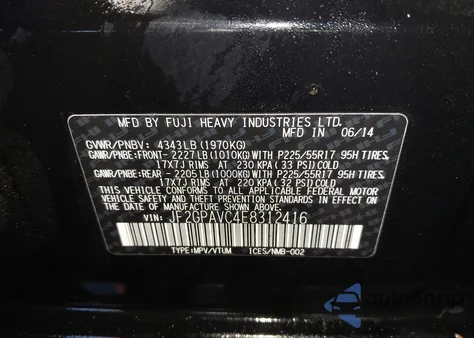 MFD BY FUJI HEAVY INDUSTRIES LTD.
MFD IN 06/14
GVWR/PNBV: 4343LB (1970KG)
GAWR/PNBE:FRONT- 2227LB (1010KG)WITH P225/55R17 95H TIRES,
17X7J RIMS AT 230 KPA (33 PSI) COLD.
GAWR/PNBE:REAR - 2205LB (1000KG)WITH P225/55R17 95H TIRES,
17X7J RIMS AT 220 KPA (32 PSI) COLD.
THIS VEHICLE CONFORMS TO ALL APPLICABLE FEDERAL MOTOR
VEHICLE SAFETY, BUMPER, AND THEFT PREVENTION STANDARDS
IN EFFECT ON THE DATE OF MANUFACTURE SHOWN ABOVE.
VIN: JF2GPAVC4E8312416
TYPE:MPV/VTUM ICES/NMB-002